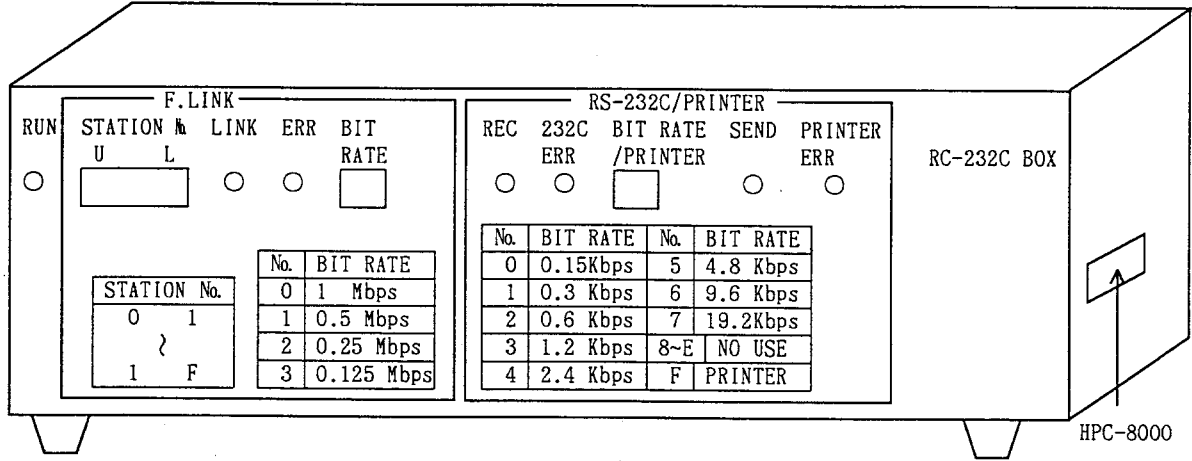 F.LINK
RUN STATION № LINK ERR BIT RATE
U L
STATION No.
0 1
~
1 F
No. BIT RATE
0 1 Mbps
1 0.5 Mbps
2 0.25 Mbps
3 0.125 Mbps
RS-232C/PRINTER
REC 232C ERR BIT RATE /PRINTER SEND PRINTER ERR
No. BIT RATE No. BIT RATE
0 0.15Kbps 5 4.8 Kbps
1 0.3 Kbps 6 9.6 Kbps
2 0.6 Kbps 7 19.2Kbps
3 1.2 Kbps 8~E NO USE
4 2.4 Kbps F PRINTER
RC-232C BOX
HPC-8000